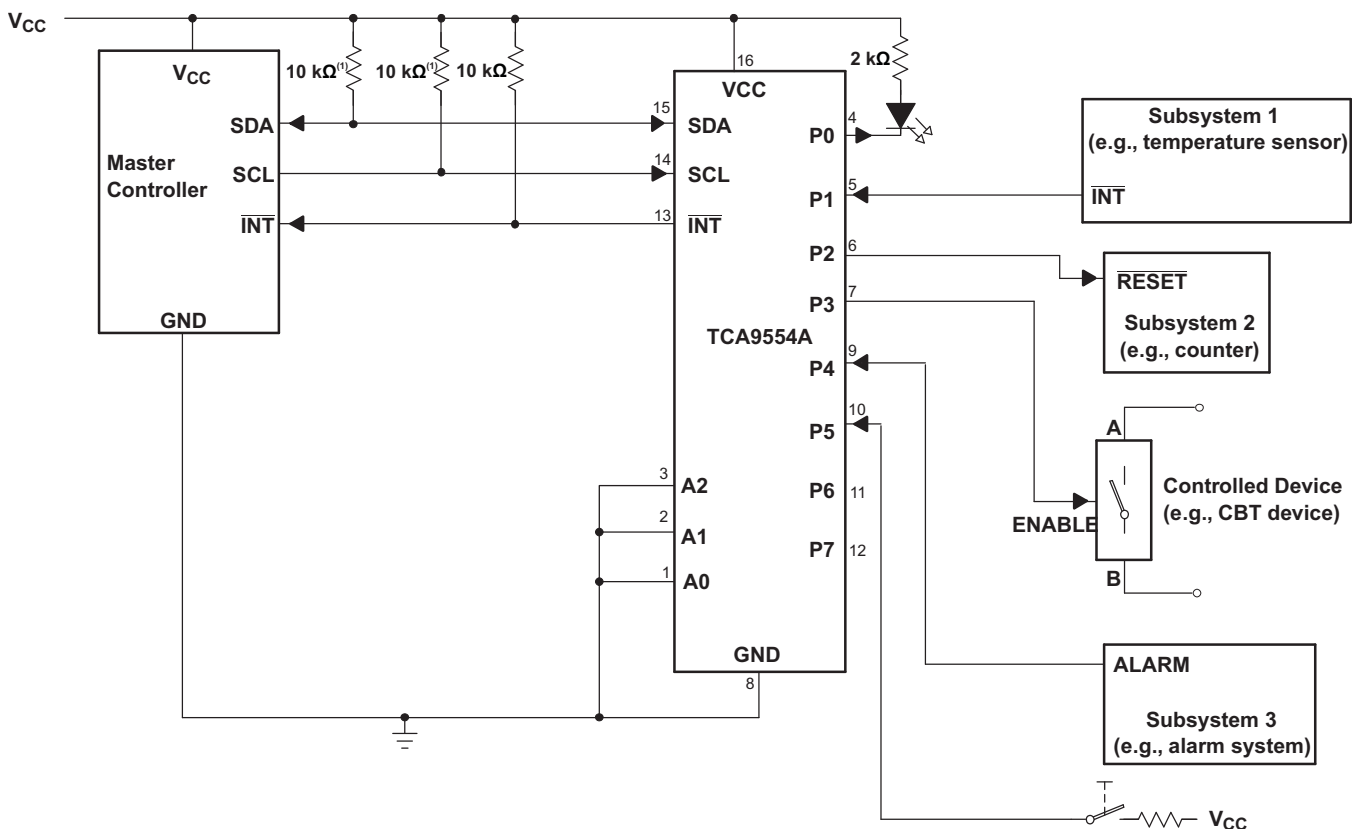 VCC
VCC
10 kΩ(1)
10 kΩ(1)
10 kΩ
16
VCC
2 kΩ
SDA
15
SDA
4
P0
Subsystem 1
(e.g., temperature sensor)
INT
Master
Controller
SCL
14
SCL
5
P1
INT
13
INT
6
P2
RESET
Subsystem 2
(e.g., counter)
7
P3
GND
TCA9554A
9
P4
10
P5
A
ENABLE
Controlled Device
(e.g., CBT device)
B
3
A2
P6
11
2
A1
P7
12
1
A0
GND
8
ALARM
Subsystem 3
(e.g., alarm system)
VCC